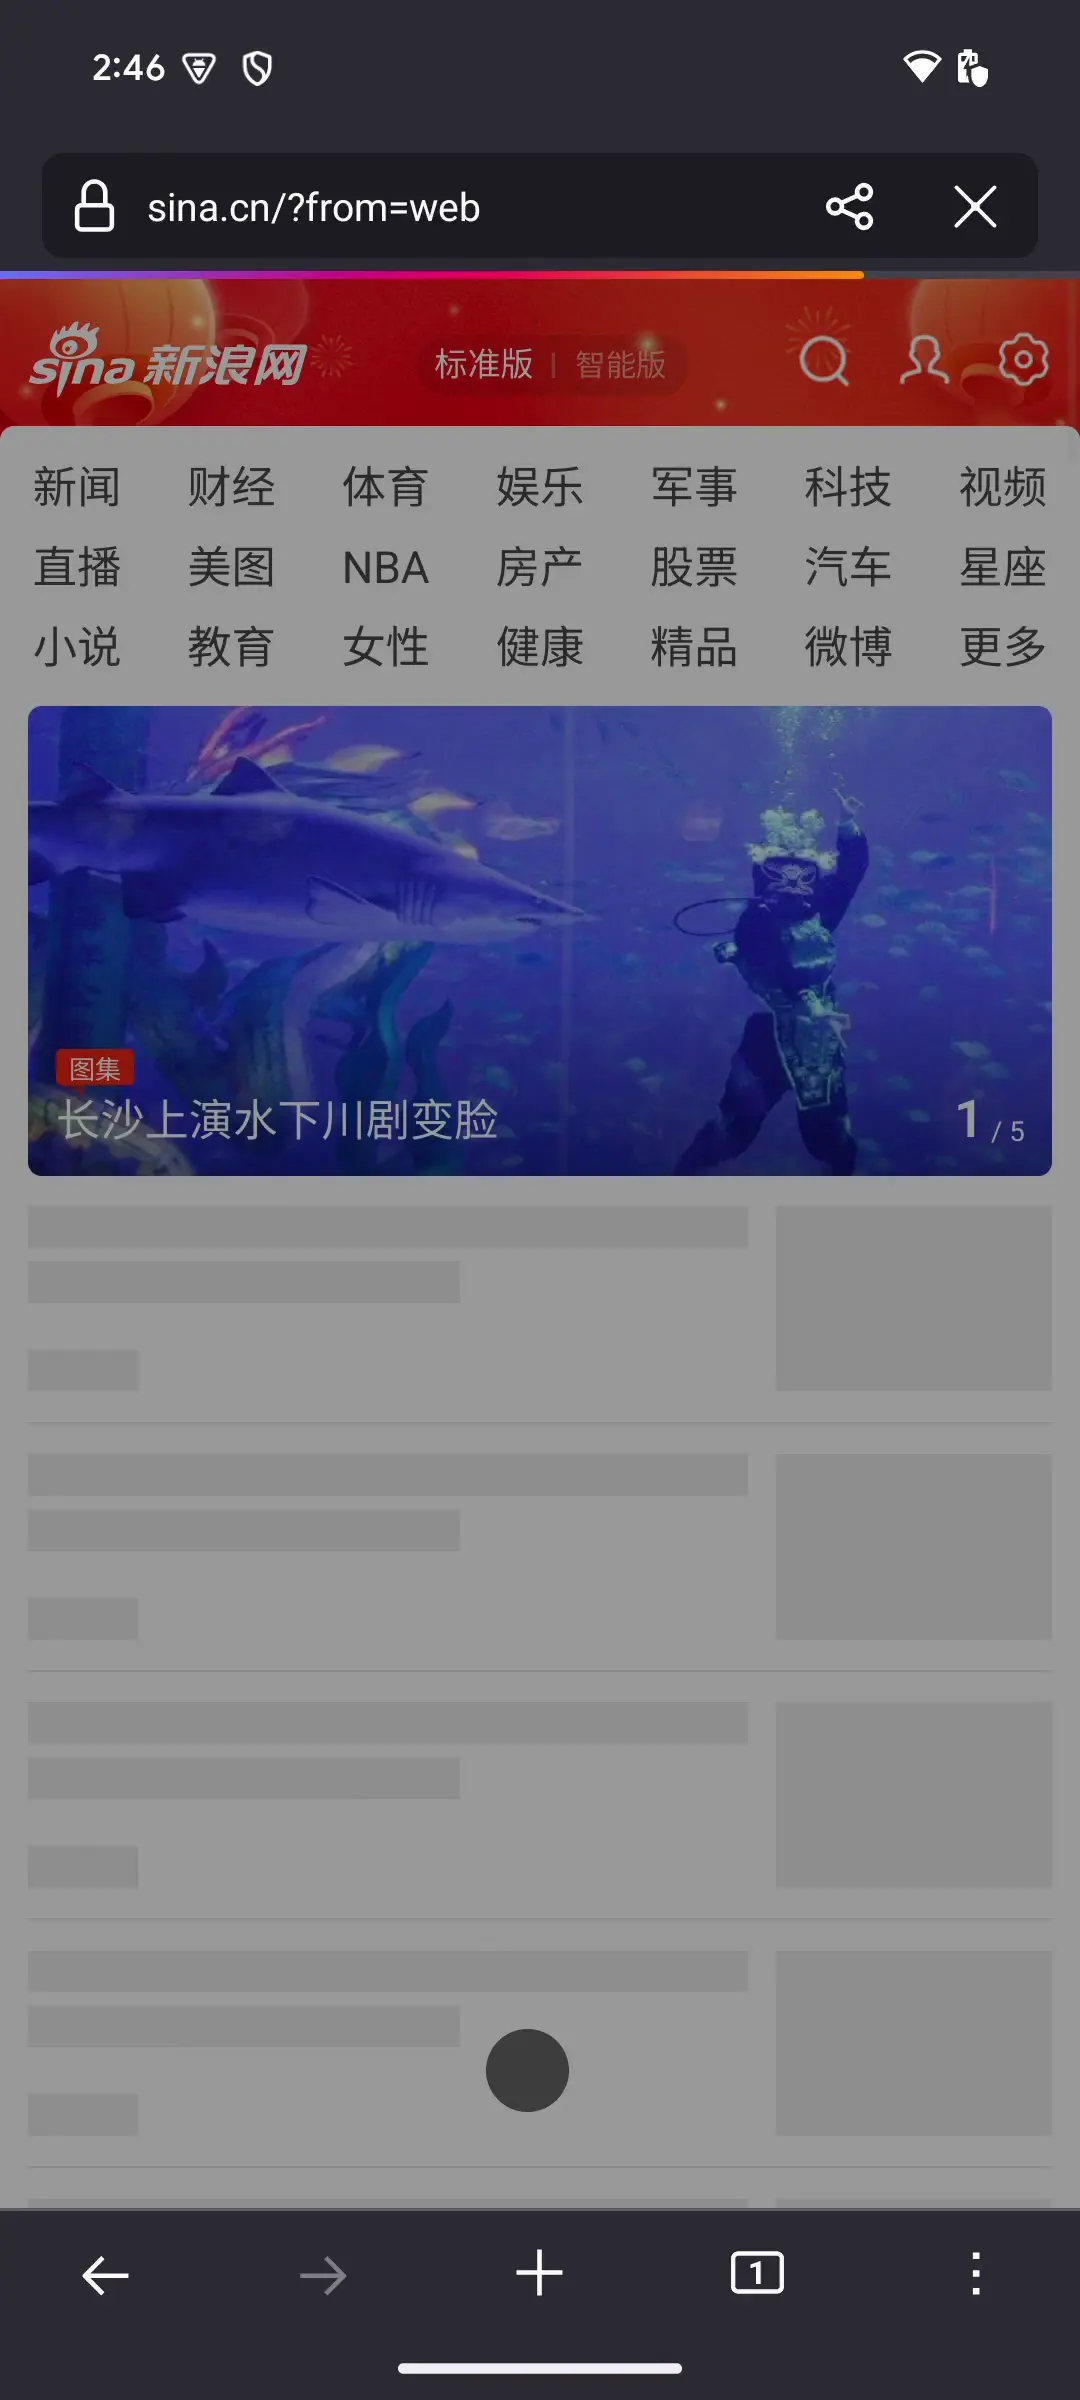 2:46
sina.cn/?from=web
sina 新浪网 标准版 | 智能版
新闻 财经 体育 娱乐 军事 科技 视频
直播 美图 NBA 房产 股票 汽车 星座
小说 教育 女性 健康 精品 微博 更多
图集
长沙上演水下川剧变脸 1 / 5
1